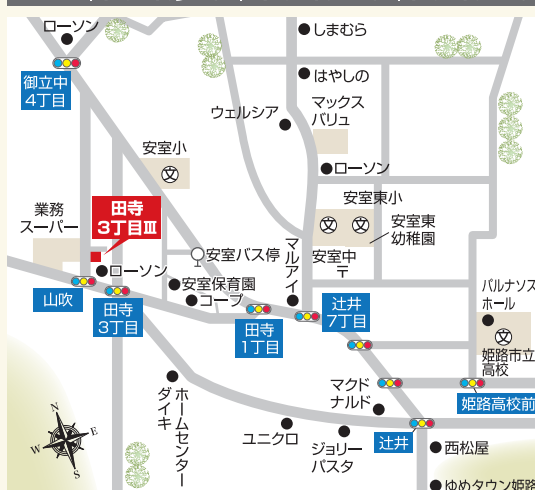 ローソン
しまむら
御立中
4丁目
はやしの
マックス
バリュ
ウェルシア
安室小
文
ローソン
業務
スーパー
田寺
3丁目Ⅲ
安室東小
文 文
安室東
幼稚園
安室バス停
マルアイ
安室中
〒
ローソン
安室保育園
コープ
山吹
田寺
3丁目
田寺
1丁目
辻井
7丁目
パルナソス
ホール
文
姫路市立
高校
マクド
ナルド
姫路高校前
ホームセンター
ダイキ
ユニクロ
ジョリー
パスタ
辻井
西松屋
ゆめタウン姫路
N
W
E
S